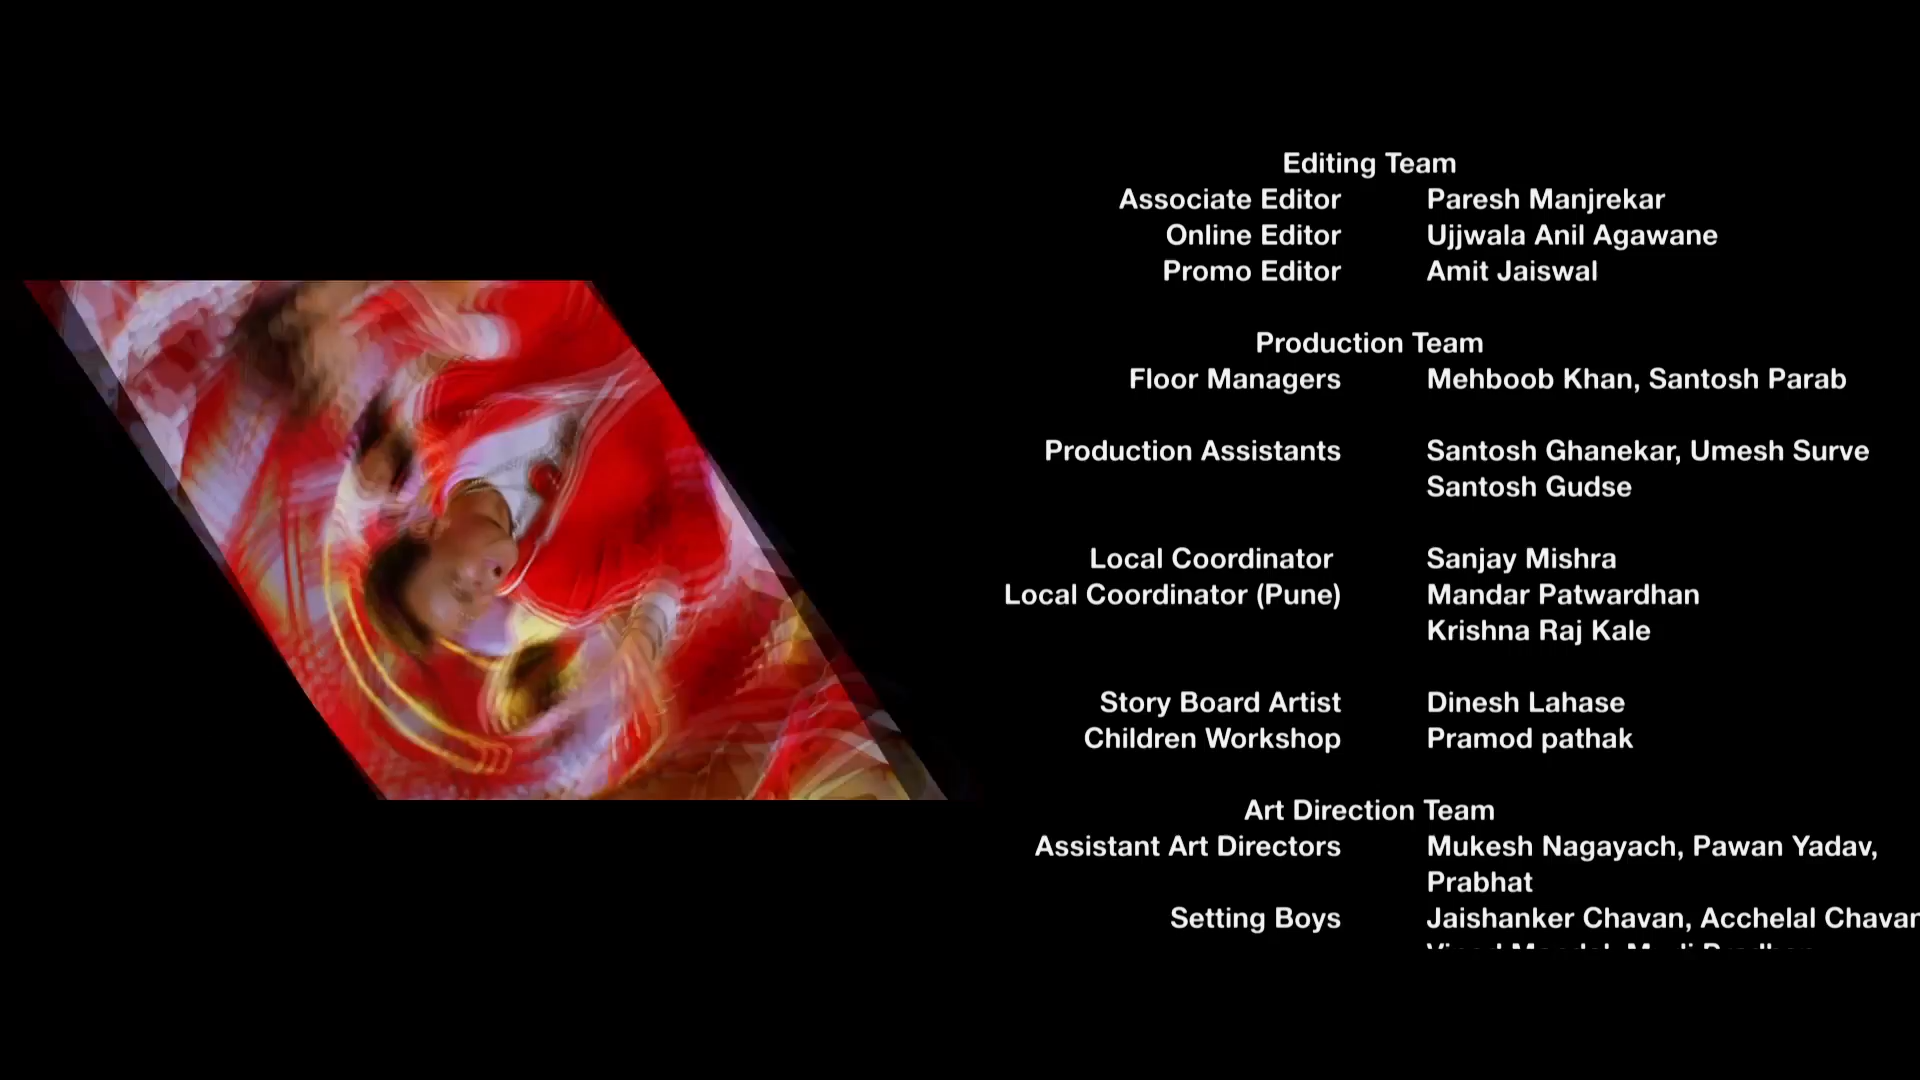 Editing Team
Associate Editor Paresh Manjrekar
Online Editor Ujjwala Anil Agawane
Promo Editor Amit Jaiswal
Production Team
Floor Managers Mehboob Khan, Santosh Parab
Production Assistants Santosh Ghanekar, Umesh Surve
Santosh Gudse
Local Coordinator Sanjay Mishra
Local Coordinator (Pune) Mandar Patwardhan
Krishna Raj Kale
Story Board Artist Dinesh Lahase
Children Workshop Pramod pathak
Art Direction Team
Assistant Art Directors Mukesh Nagayach, Pawan Yadav,
Prabhat
Setting Boys Jaishanker Chavan, Acchelal Chavan